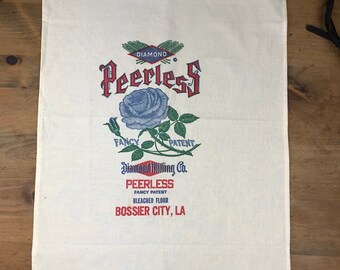 DIAMOND
Peerless
FANCY PATENT
Diamond Milling Co.
PEERLESS
FANCY PATENT
BLEACHED FLOUR
BOSSIER CITY, LA